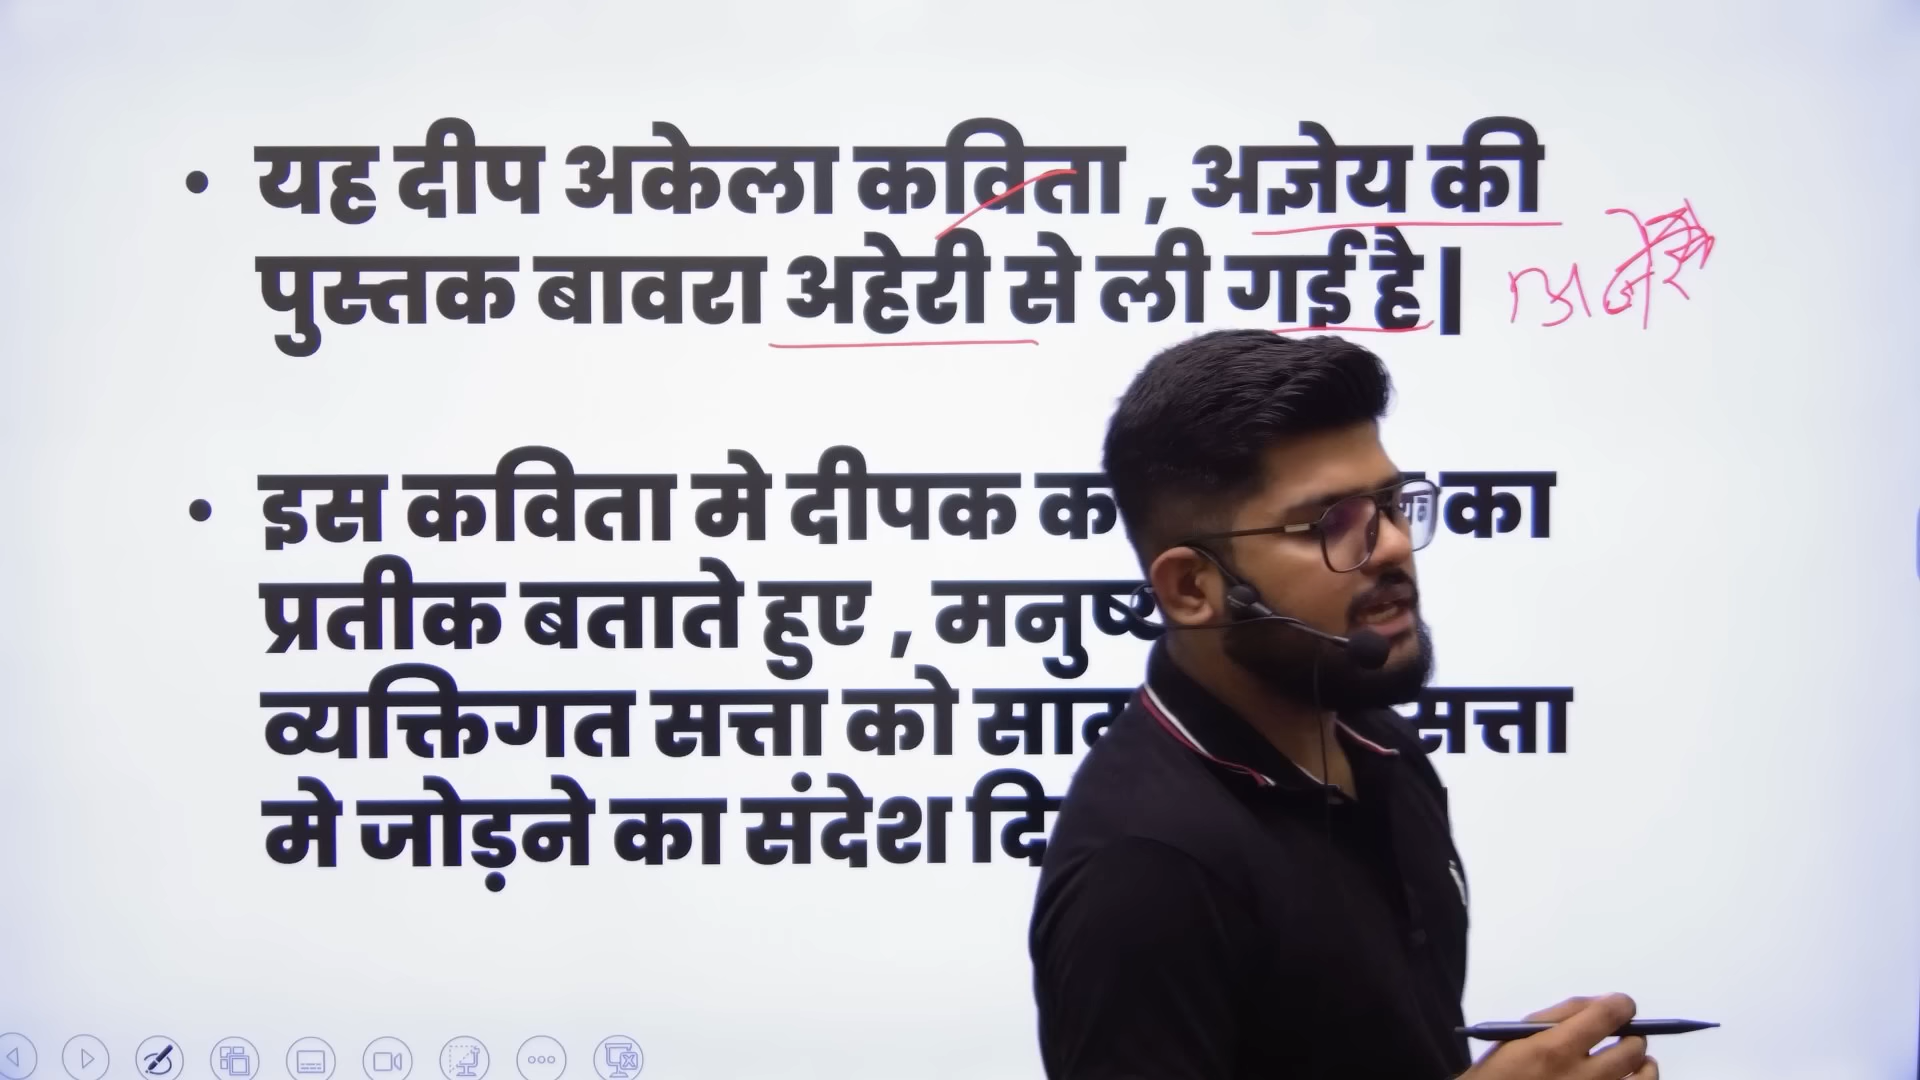 • यह दीप अकेला कविता , अज्ञेय की
पुस्तक बावरा अहेरी से ली गई है|
• इस कविता मे दीपक का
प्रतीक बताते हुए , मनुष्य
व्यक्तिगत सत्ता को सत्ता
मे जोड़ने का संदेश